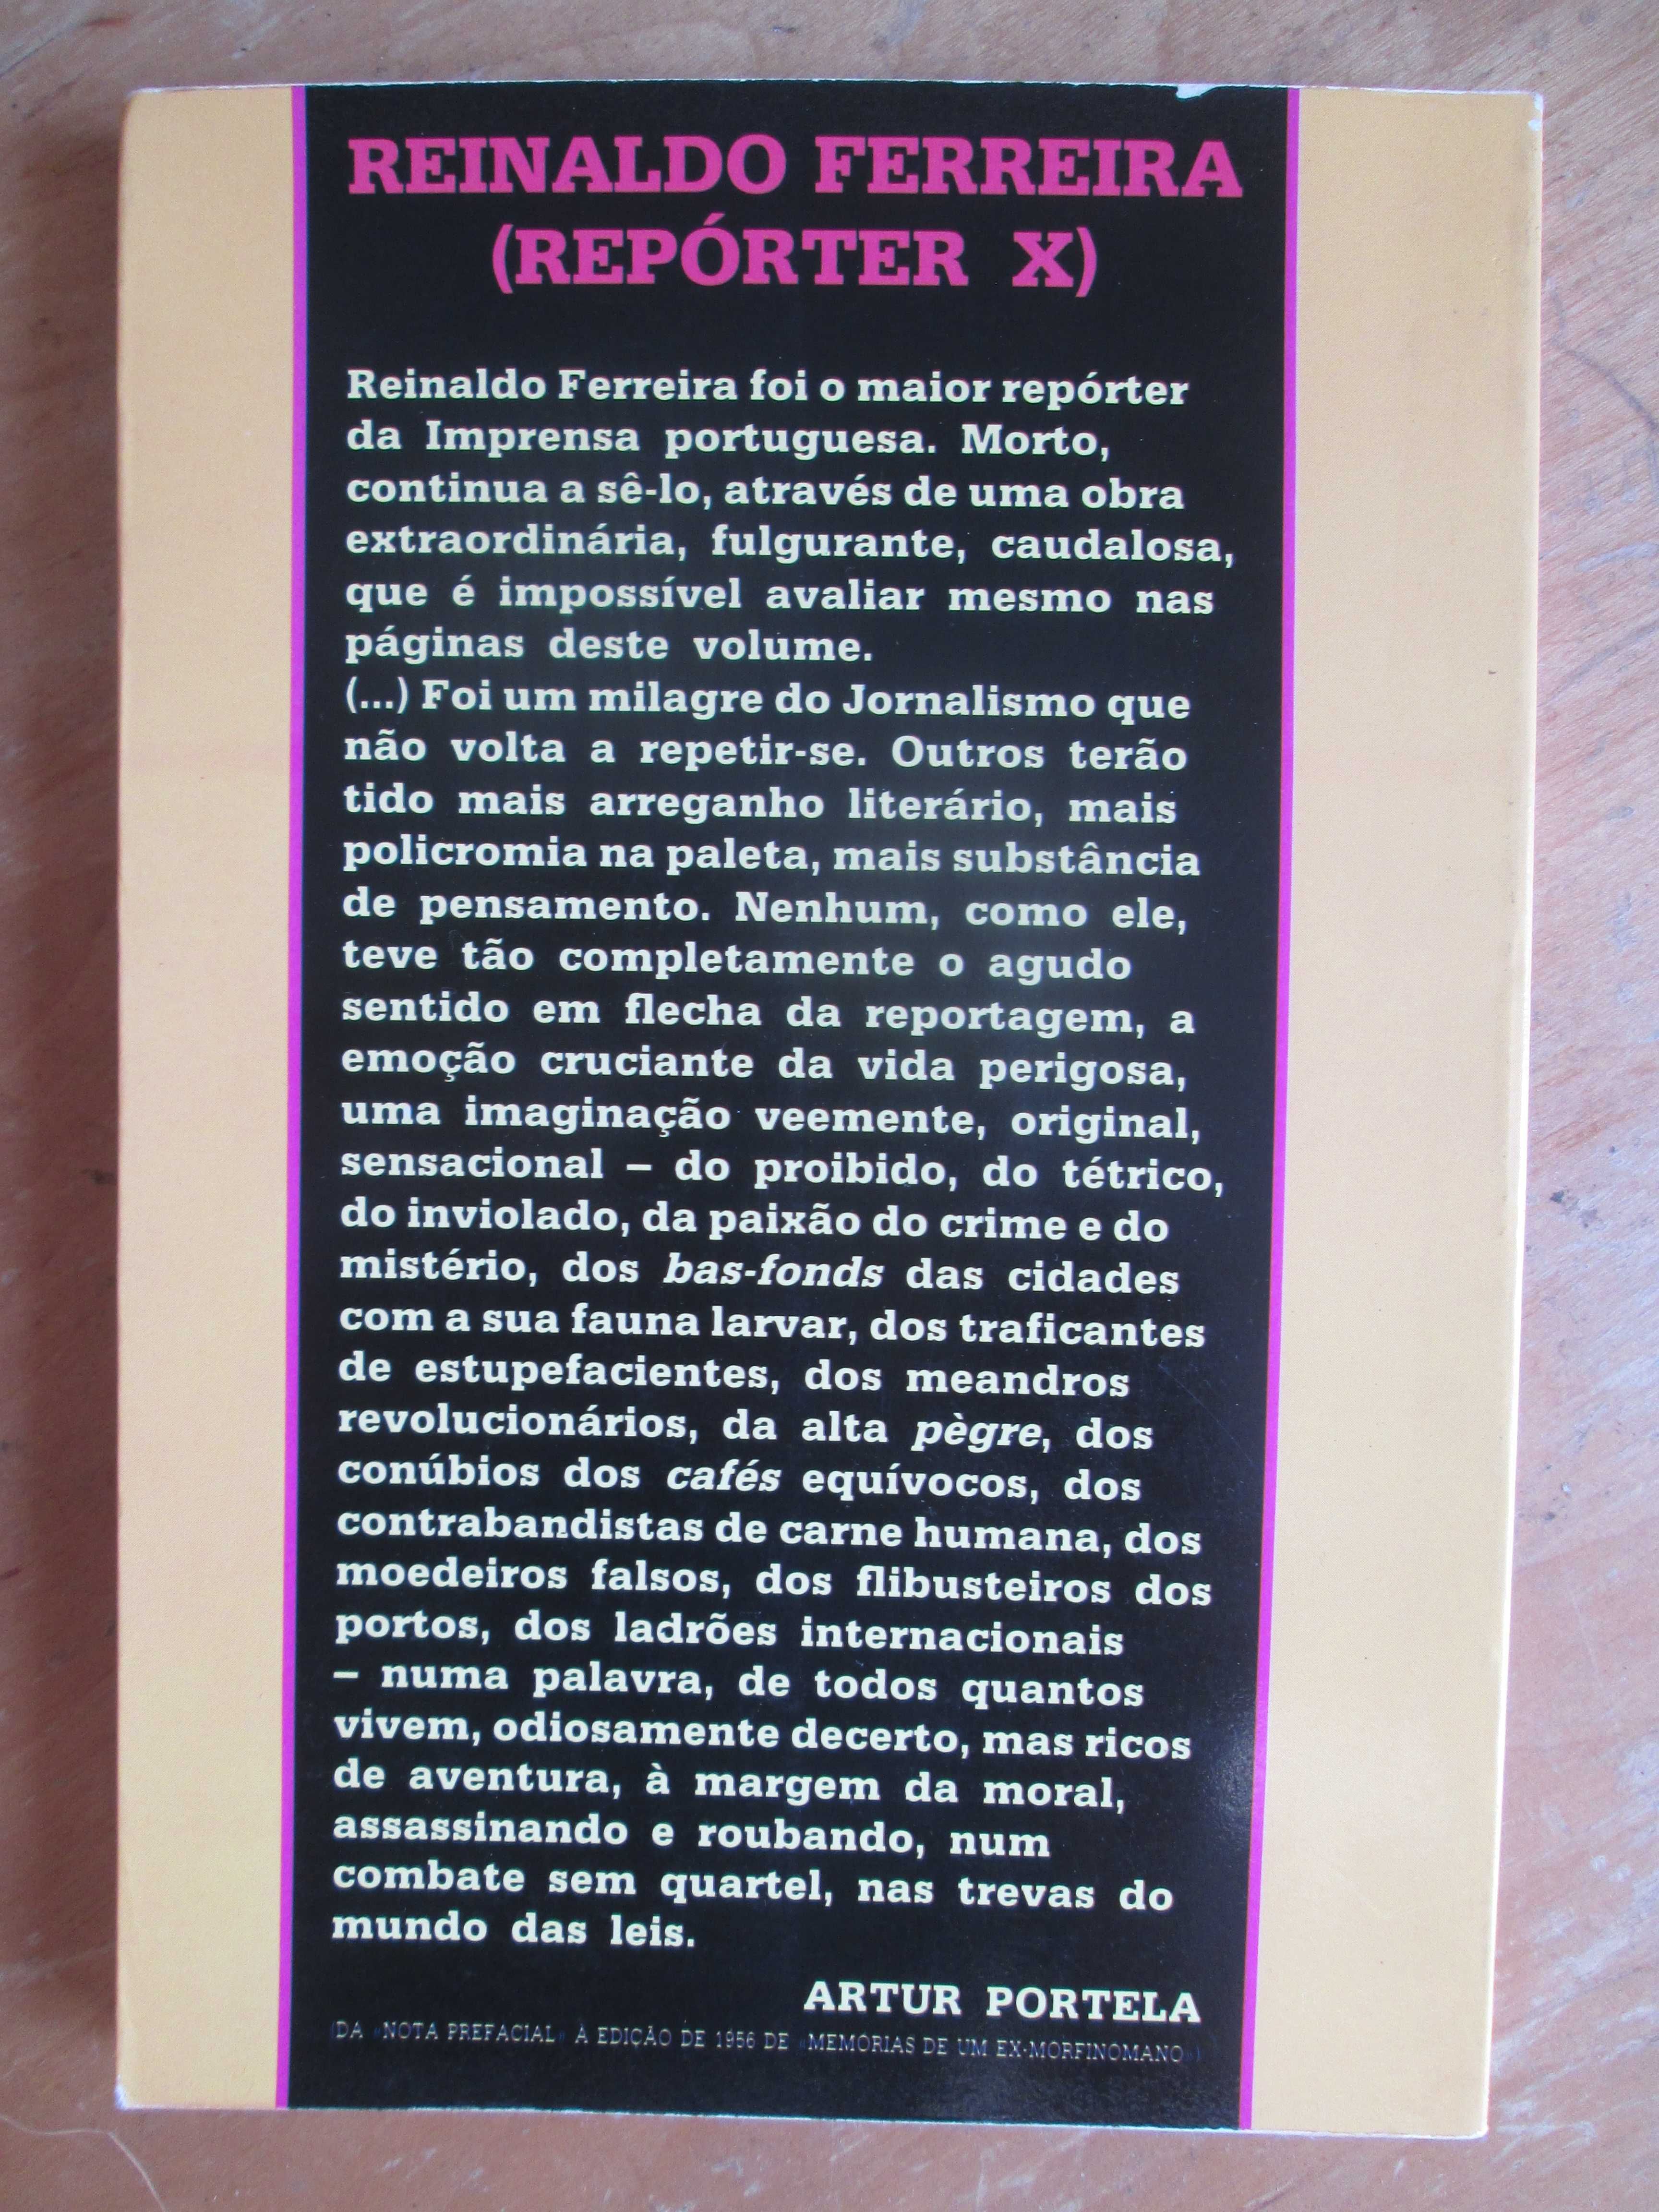 REINALDO FERREIRA
(REPÓRTER X)
Reinaldo Ferreira foi o maior repórter
da Imprensa portuguesa. Morto,
continua a sê-lo, através de uma obra
extraordinária, fulgurante, caudalosa,
que é impossível avaliar mesmo nas
páginas deste volume.
(...) Foi um milagre do Jornalismo que
não volta a repetir-se. Outros terão
tido mais arreganho literário, mais
policromia na paleta, mais substância
de pensamento. Nenhum, como ele,
teve tão completamente o agudo
sentido em flecha da reportagem, a
emoção cruciante da vida perigosa,
uma imaginação veemente, original,
sensacional – do proibido, do tétrico,
do inviolado, da paixão do crime e do
mistério, dos bas-fonds das cidades
com a sua fauna larvar, dos traficantes
de estupefacientes, dos meandros
revolucionários, da alta pègre, dos
conúbios dos cafés equívocos, dos
contrabandistas de carne humana, dos
moedeiros falsos, dos flibusteiros dos
portos, dos ladrões internacionais
– numa palavra, de todos quantos
vivem, odiosamente decerto, mas ricos
de aventura, à margem da moral,
assassinando e roubando, num
combate sem quartel, nas trevas do
mundo das leis.
ARTUR PORTELA
(DA «NOTA PREFACIAL» À EDIÇÃO DE 1956 DE «MEMÓRIAS DE UM EX-MORFINOMANO»)